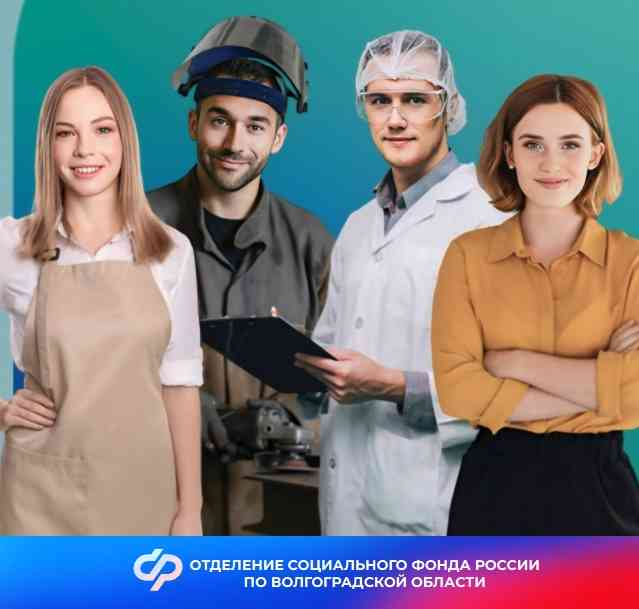 ОТДЕЛЕНИЕ СОЦИАЛЬНОГО ФОНДА РОССИИ
ПО ВОЛГОГРАДСКОЙ ОБЛАСТИ